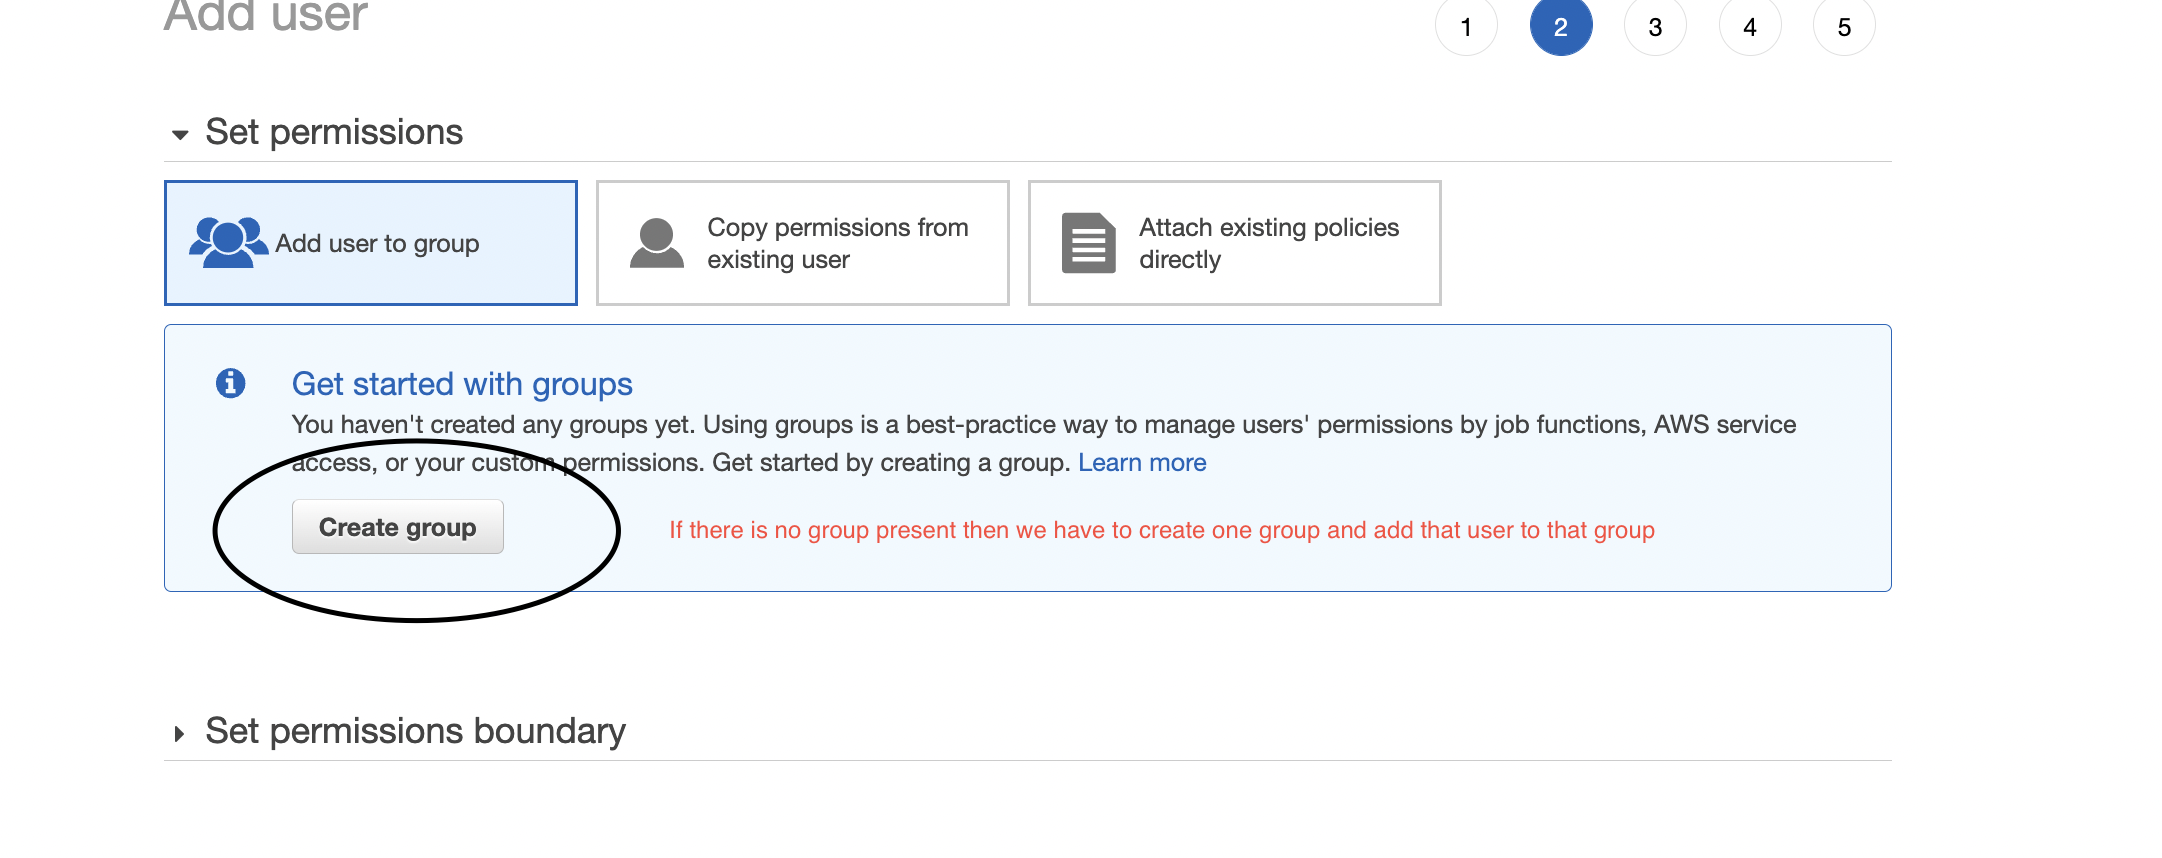 Add user
1 2 3 4 5
Set permissions
Add user to group
Copy permissions from
existing user
Attach existing policies
directly
Get started with groups
You haven't created any groups yet. Using groups is a best-practice way to manage users' permissions by job functions, AWS service
access, or your custom permissions. Get started by creating a group. Learn more
Create group
If there is no group present then we have to create one group and add that user to that group
Set permissions boundary